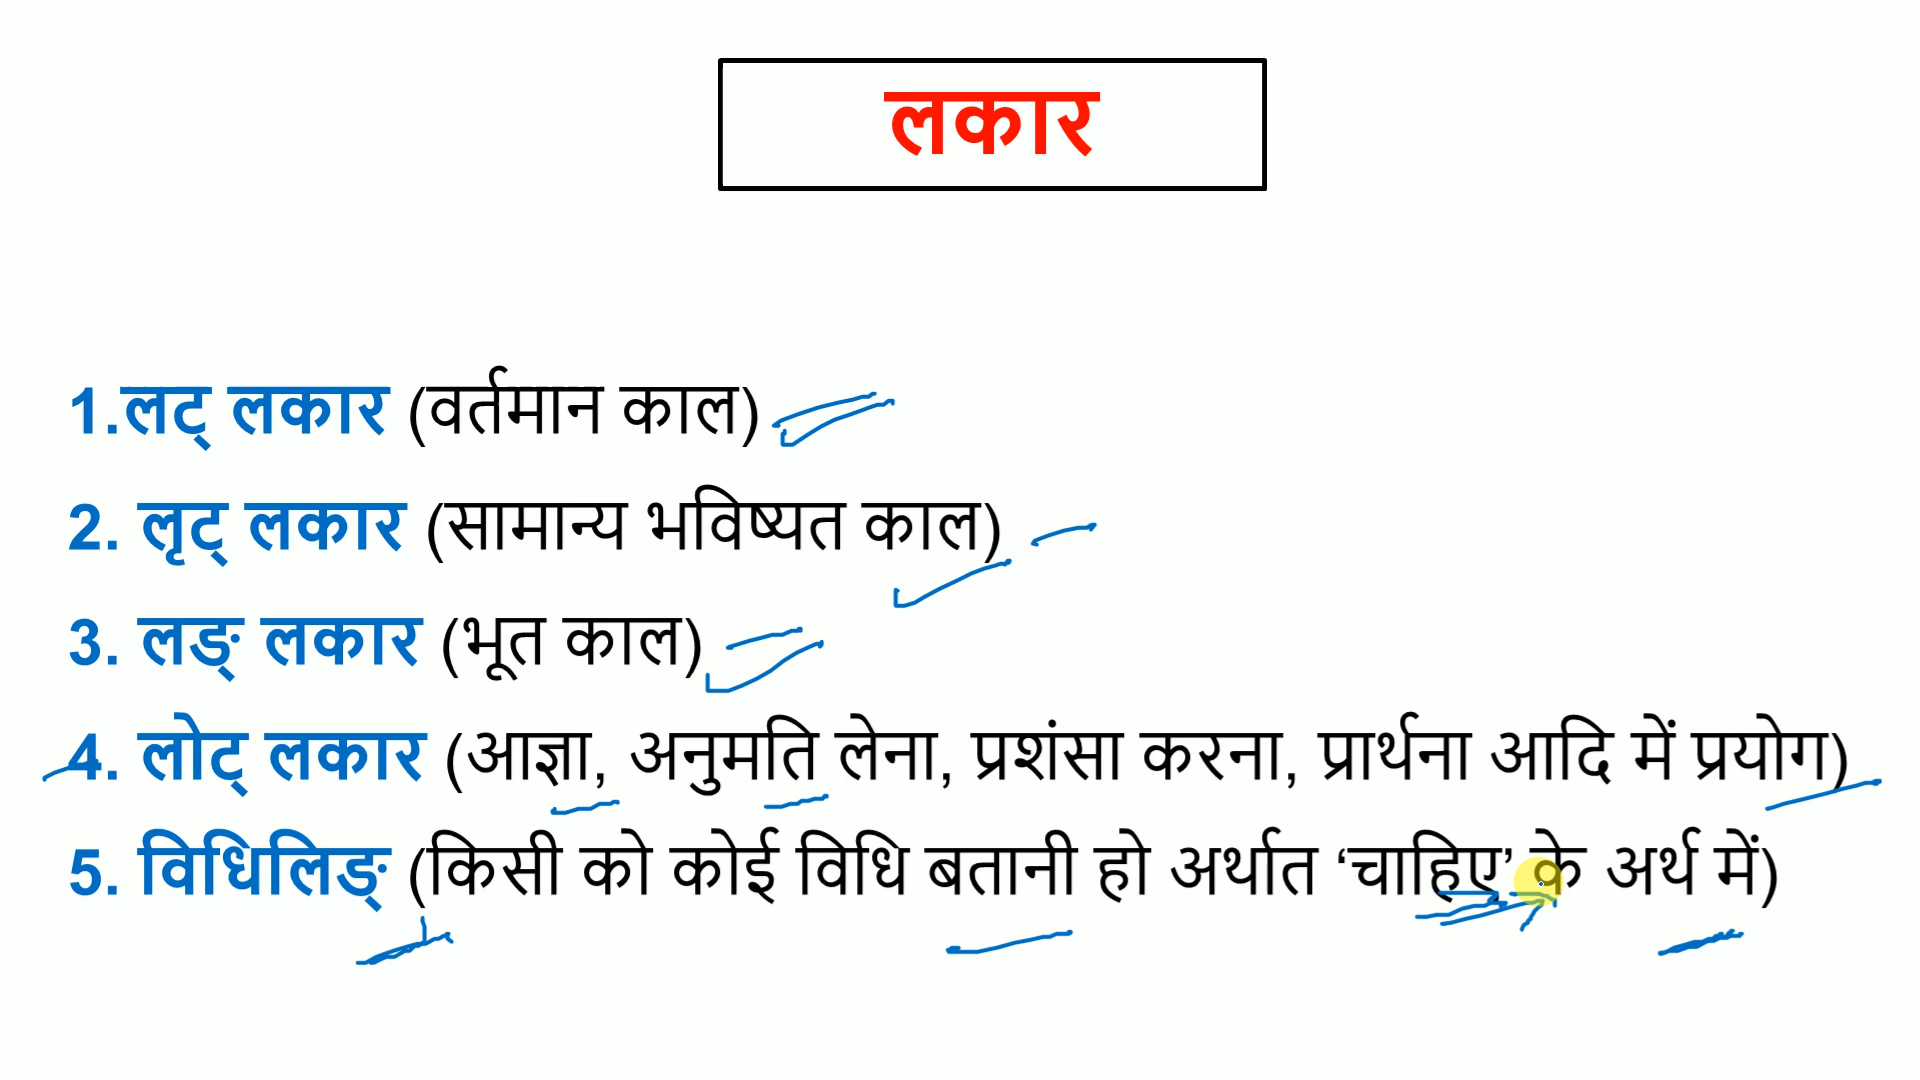 लकार
1.लट् लकार (वर्तमान काल)
2. लृट् लकार (सामान्य भविष्यत काल)
3. लङ् लकार (भूत काल)
4. लोट् लकार (आज्ञा, अनुमति लेना, प्रशंसा करना, प्रार्थना आदि में प्रयोग)
5. विधिलिङ् (किसी को कोई विधि बतानी हो अर्थात ‘चाहिए’ के अर्थ में)